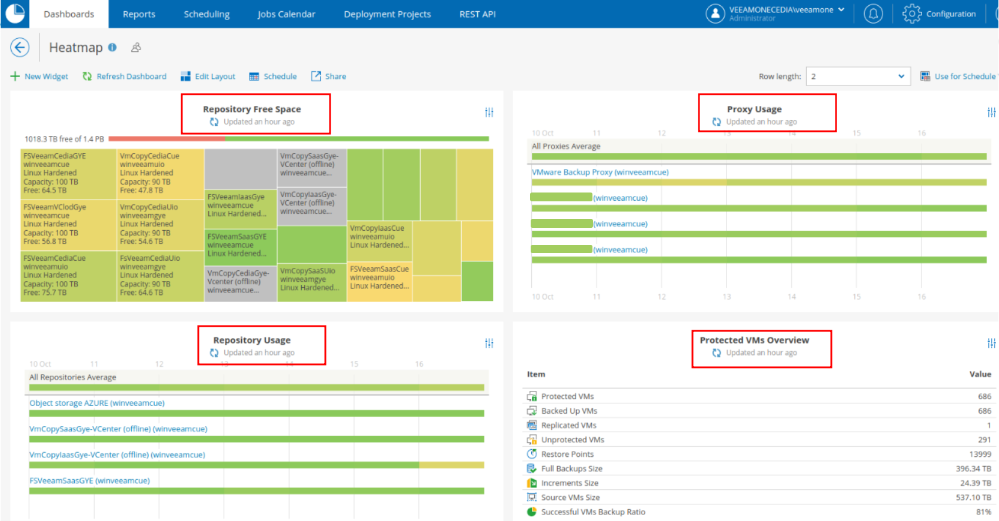 Dashboards
Reports
Scheduling
Jobs Calendar
Deployment Projects
REST API
VEEAMONECEDIA\veeamone
Administrator
Configuration
Heatmap
New Widget
Refresh Dashboard
Edit Layout
Schedule
Share
Row length:
2
Use for Schedule
Repository Free Space
Updated an hour ago
1018.3 TB free of 1.4 PB
FSVeeamCediaGYE
winveeamcue
Linux Hardened
Capacity: 100 TB
Free: 64.5 TB
FSVeeamVClodGye
winveeamcue
Linux Hardened
Capacity: 100 TB
Free: 56.8 TB
FSVeeamCediaCue
winveeamuio
Linux Hardened
Capacity: 100 TB
Free: 75.7 TB
VmCopyCediaCue
winveeamuio
Linux Hardened
Capacity: 90 TB
Free: 47.8 TB
VmCopyCediaUio
winveeamgye
Linux Hardened
Capacity: 90 TB
Free: 54.6 TB
FsVeeamCediaUio
winveeamgye
Linux Hardened
Capacity: 90 TB
Free: 64.6 TB
FSVeeamIaasGye
winveeamcue
Linux Hardened...
FSVeeamSaasGYE
winveeamcue
Linux Hardened...
VmCopyCediaGye-
Vcenter (offline)
winveeamcue...
VmCopySaasGye-
VCenter (offline)
winveeamcue...
VmCopyIaasGye-
VCenter (offline)
winveeamcue...
VmCopySaaSUio
winveeamgye
Linux Hardened...
VmCopyIaasCue
winveeamuio
Linux Hardened...
FSVeeamSaasCue
winveeamuio
Linux Hardened...
Proxy Usage
Updated an hour ago
10 Oct 11 12 13 14 15 16
All Proxies Average
VMware Backup Proxy (winveeamcue)
(winveeamcue)
(winveeamcue)
(winveeamcue)
10 Oct 11 12 13 14 15 16
Repository Usage
Updated an hour ago
10 Oct 11 12 13 14 15 16
All Repositories Average
Object storage AZURE (winveeamcue)
VmCopySaasGye-VCenter (offline) (winveeamcue)
VmCopyIaasGye-VCenter (offline) (winveeamcue)
FSVeeamSaasGYE (winveeamcue)
Protected VMs Overview
Updated an hour ago
Item Value
Protected VMs 686
Backed Up VMs 686
Replicated VMs 1
Unprotected VMs 291
Restore Points 13999
Full Backups Size 396.34 TB
Increments Size 24.39 TB
Source VMs Size 537.10 TB
Successful VMs Backup Ratio 81%